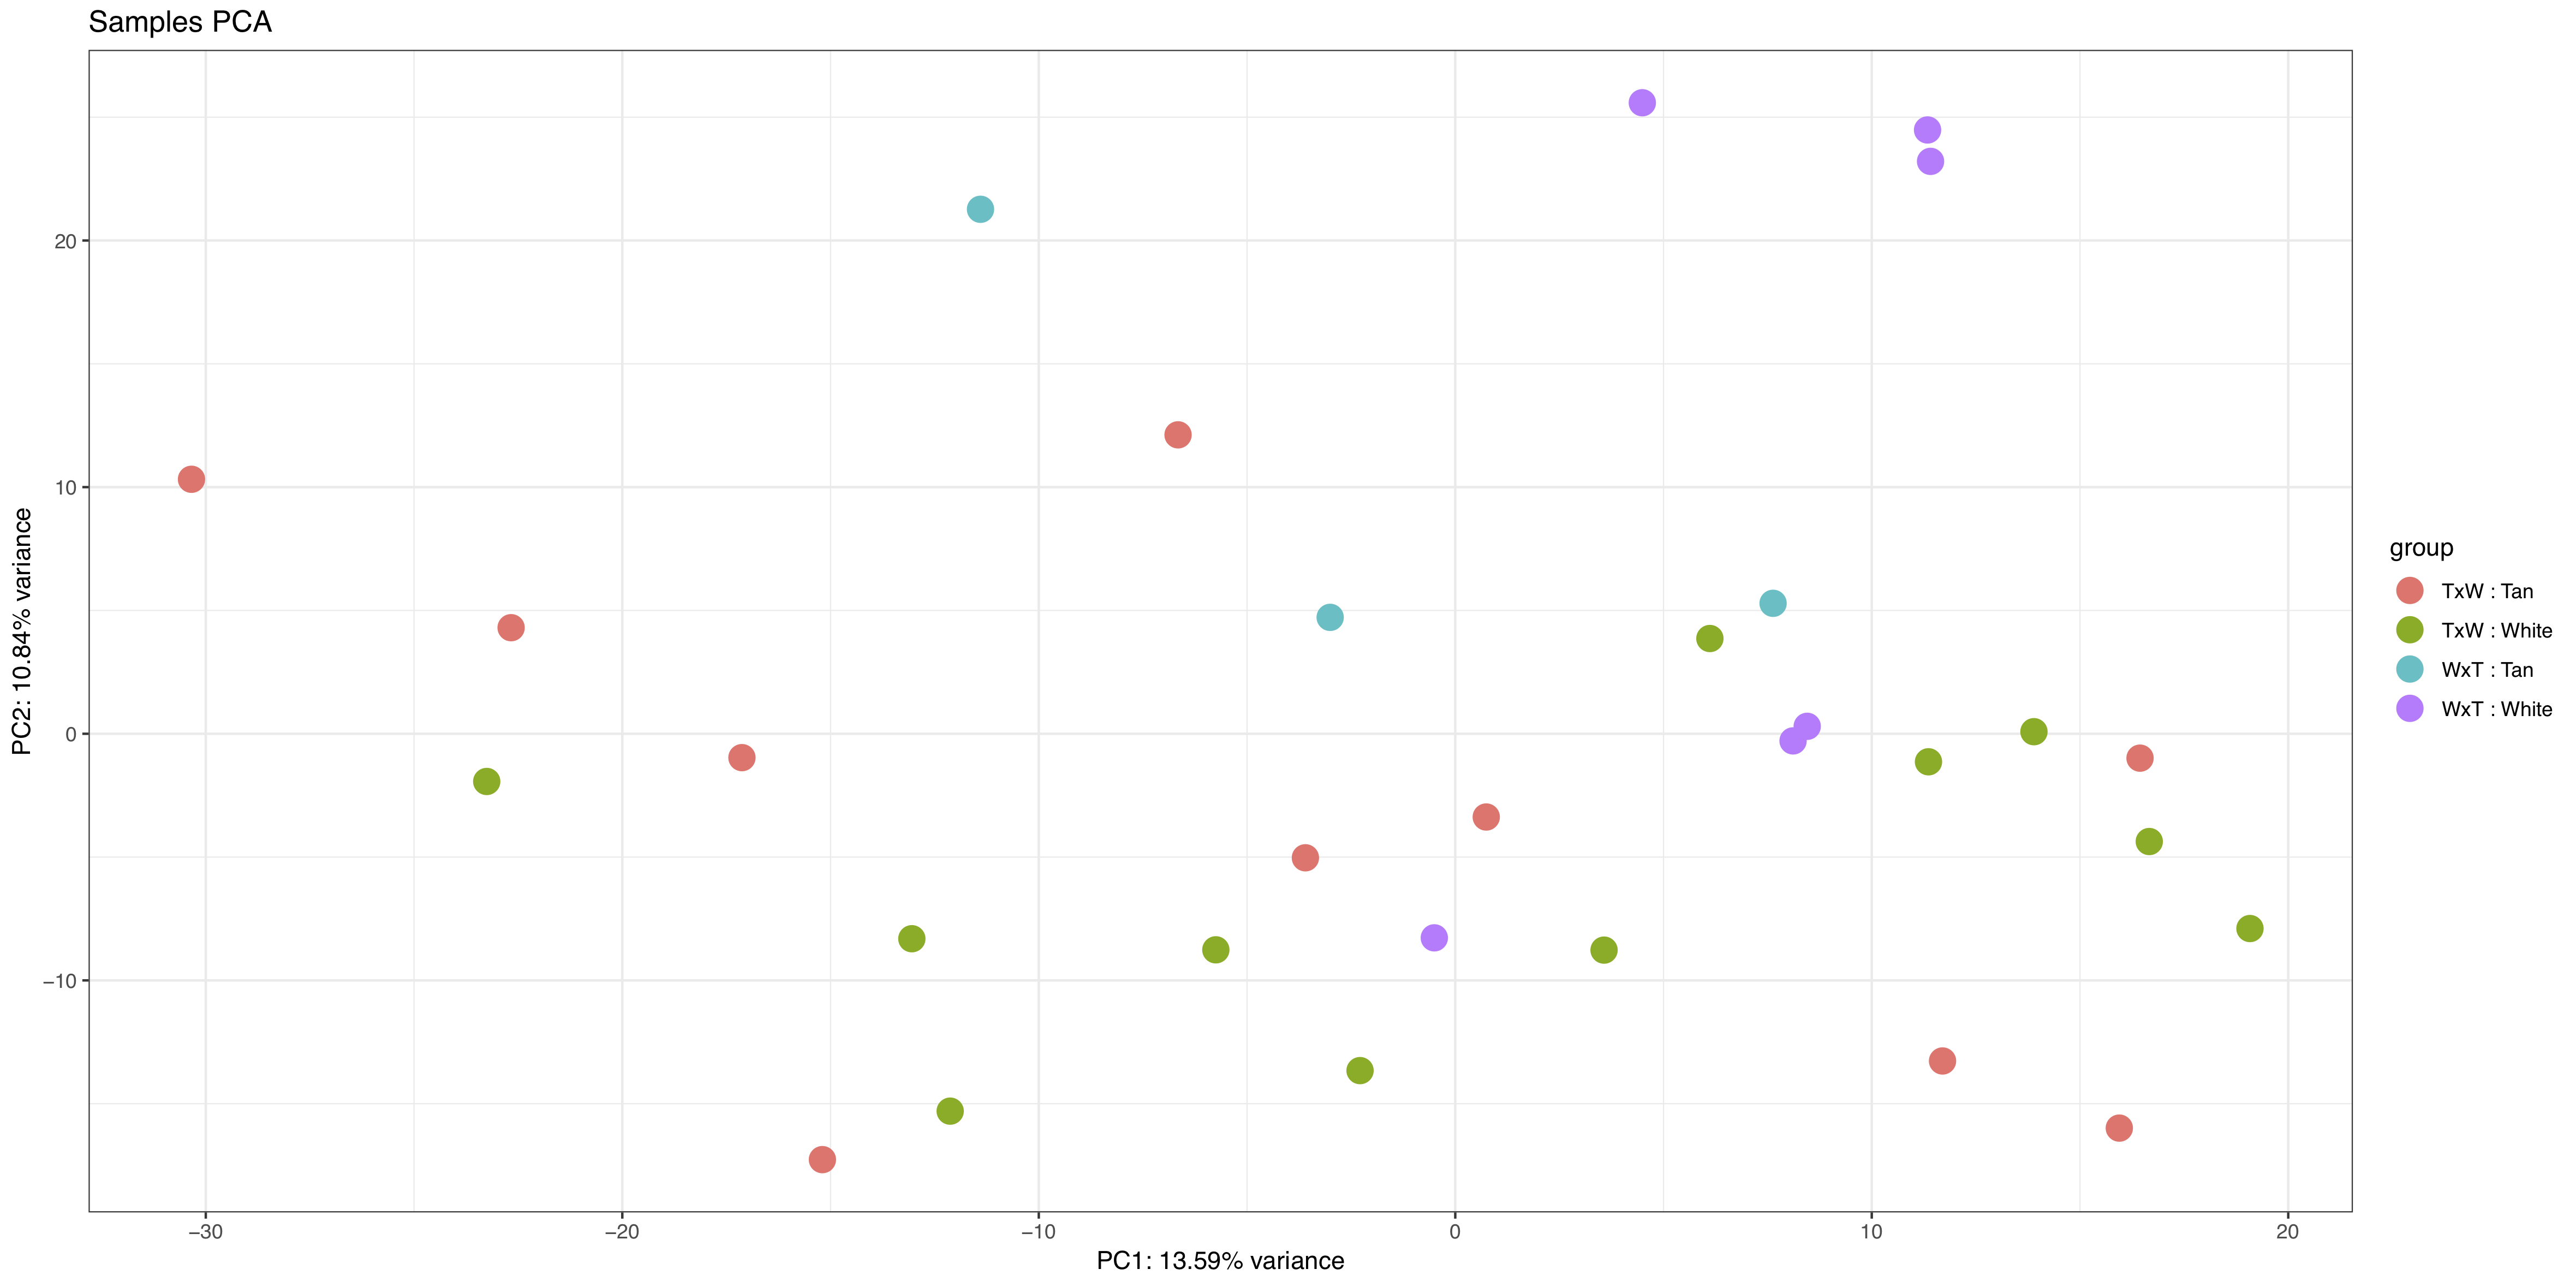 Samples PCA
20
10
0
−10
PC2: 10.84% variance
−30
−20
−10
0
10
20
PC1: 13.59% variance
group
TxW : Tan
TxW : White
WxT : Tan
WxT : White